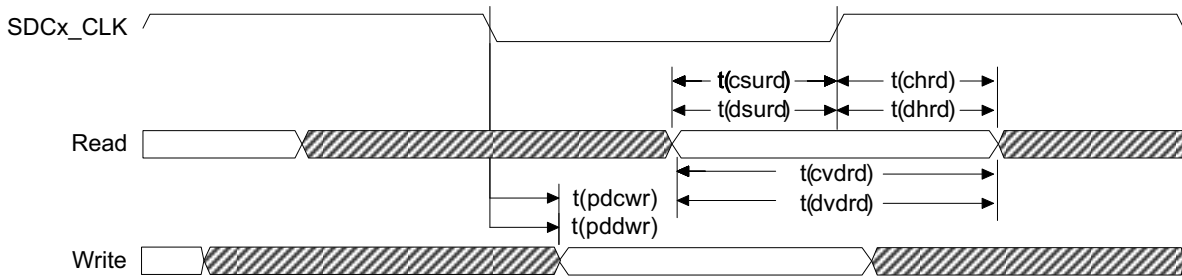 SDCx_CLK
t(csurd) t(chrd)
t(dsurd) t(dhrd)
Read
t(cvdrd)
t(pdcwr) t(dvdrd)
t(pddwr)
Write